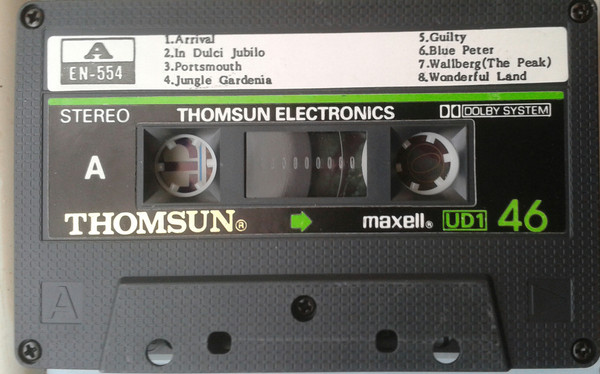 A
EN-554
1.Arrival
2.In Dulci Jubilo
3.Portsmouth
4.Jungle Gardenia
5.Guilty
6.Blue Peter
7.Wallberg(The Peak)
8.Wonderful Land
STEREO
THOMSUN ELECTRONICS
DOLBY SYSTEM
A
THOMSUN®
maxell® UD1 46
A